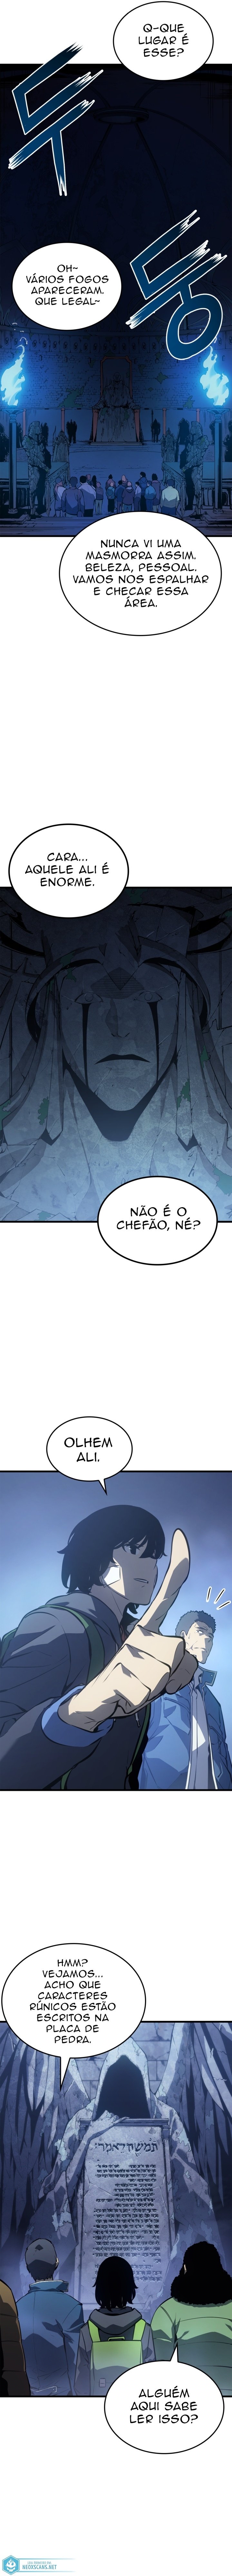 Q-QUE
LUGAR É
ESSE?
두
OH~
VÁRIOS FOGOS
APARECERAM.
QUE LEGAL~
둥
NUNCA VI UMA
MASMORRA ASSIM.
BELEZA, PESSOAL.
VAMOS NOS ESPALHAR
E CHECAR ESSA
ÁREA.
CARA...
AQUELE ALI É
ENORME.
NÃO É O
CHEFÃO, NÉ?
OLHEM
ALI.
HMM?
VEJAMOS...
ACHO QUE
CARACTERES
RÚNICOS ESTÃO
ESCRITOS NA
PLACA DE
PEDRA.
ALGUÉM
AQUI SABE
LER ISSO?
NEOXSCANS.NET